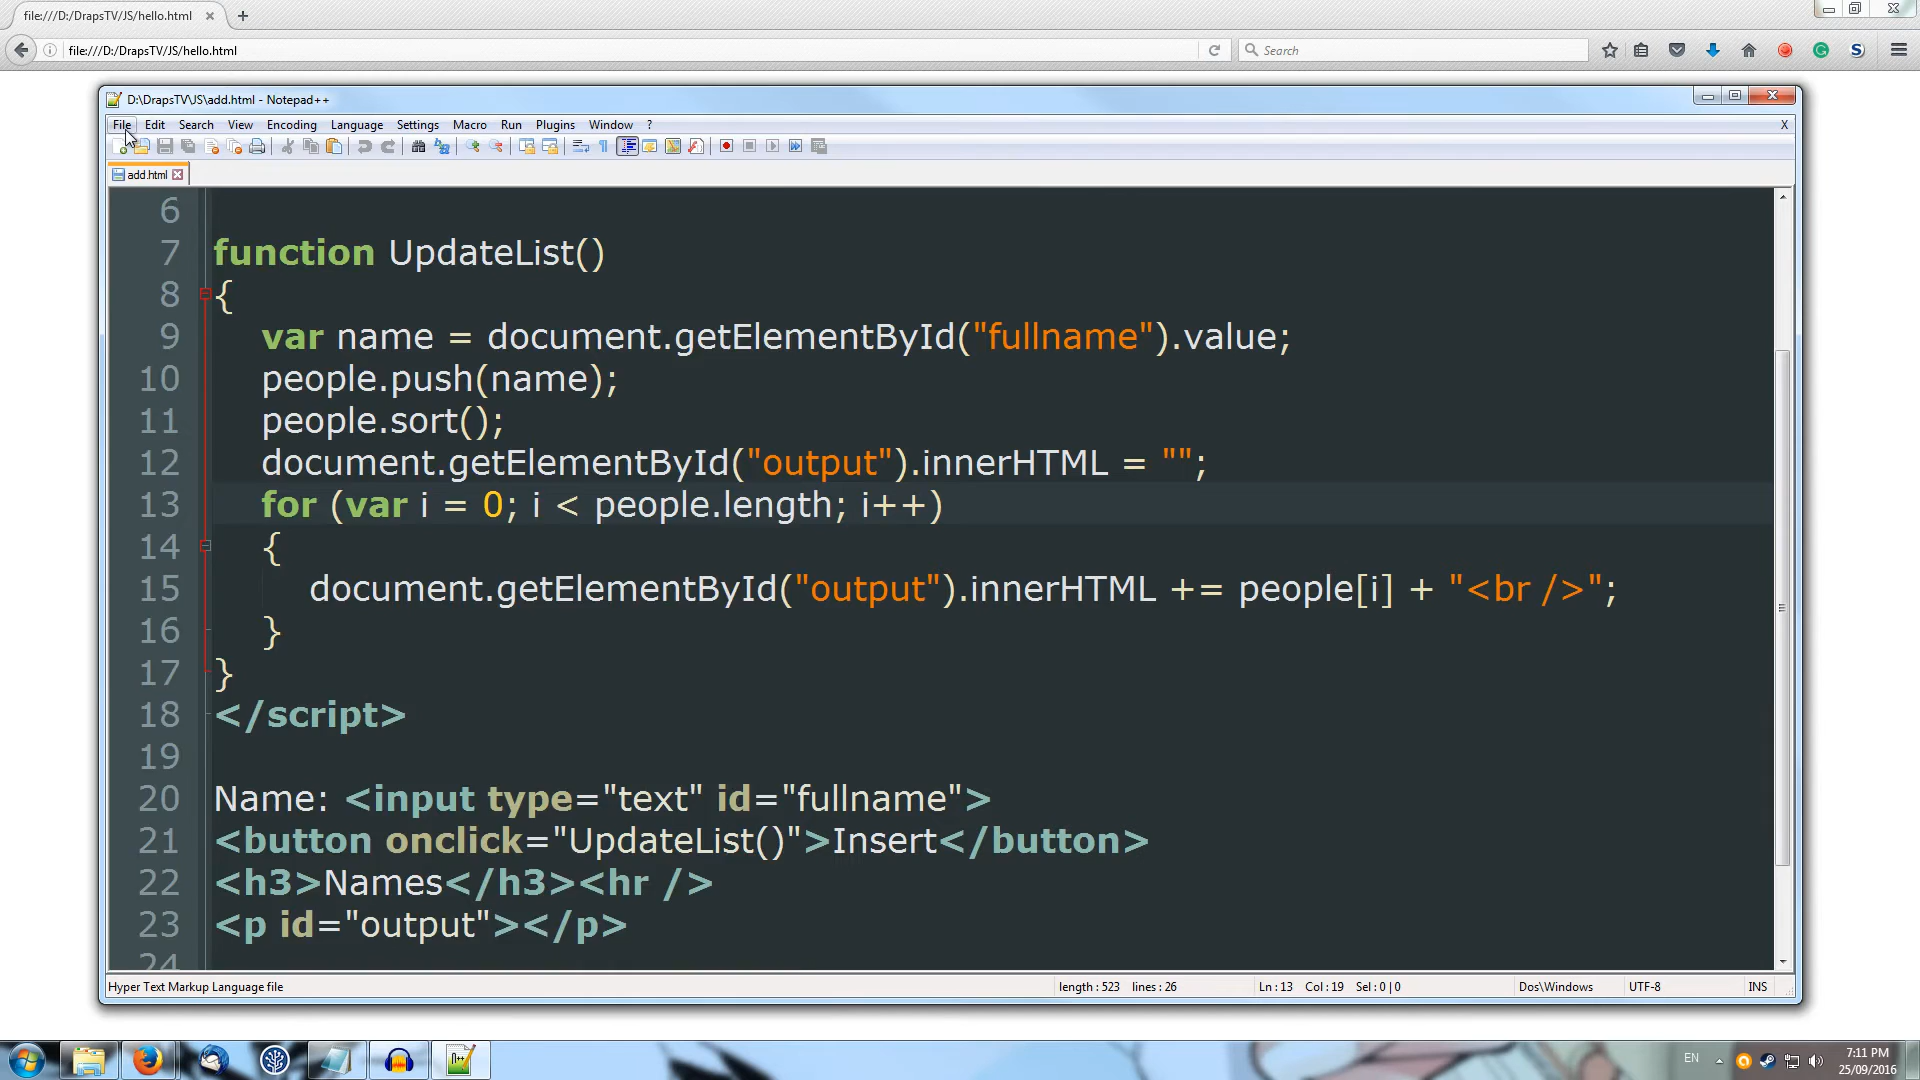 file:///D:/DrapsTV/JS/hello.html
file:///D:/DrapsTV/JS/hello.html
Search
D:\DrapsTV\JS\add.html - Notepad++
File Edit Search View Encoding Language Settings Macro Run Plugins Window ? X
add.html
6
7 function UpdateList()
8 {
9 var name = document.getElementById("fullname").value;
10 people.push(name);
11 people.sort();
12 document.getElementById("output").innerHTML = "";
13 for (var i = 0; i < people.length; i++)
14 {
15 document.getElementById("output").innerHTML += people[i] + "<br />";
16 }
17 }
18 </script>
19
20 Name: <input type="text" id="fullname">
21 <button onclick="UpdateList()">Insert</button>
22 <h3>Names</h3><hr />
23 <p id="output"></p>
24
Hyper Text Markup Language file length : 523 lines : 26 Ln : 13 Col : 19 Sel : 0 | 0 Dos\Windows UTF-8 INS
EN
7:11 PM
25/09/2016